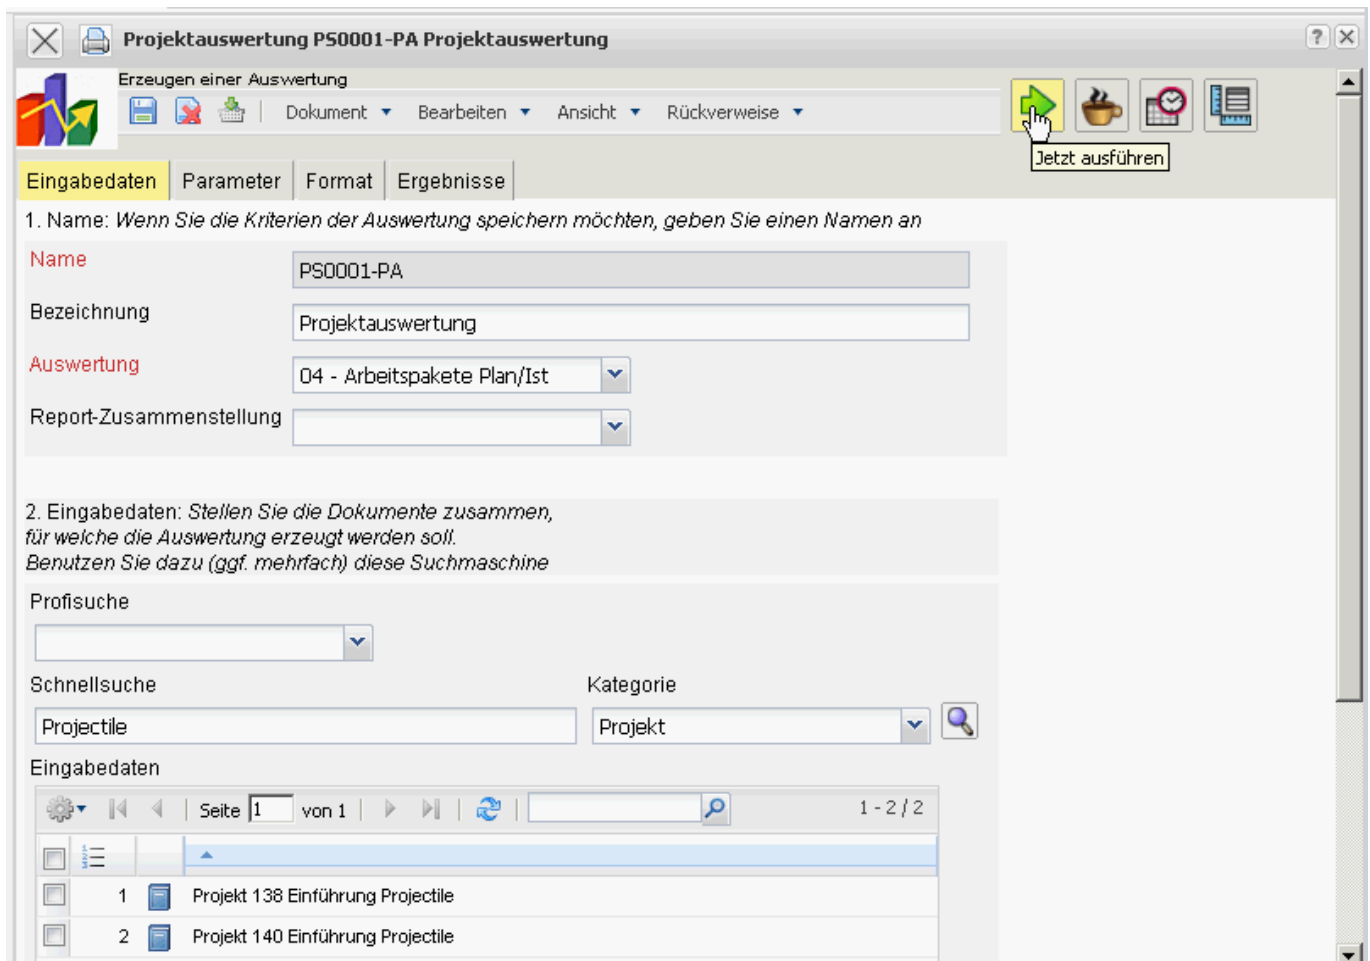 Projektauswertung PS0001-PA Projektauswertung
Erzeugen einer Auswertung
Dokument Bearbeiten Ansicht Rückverweise
Jetzt ausführen
Eingabedaten Parameter Format Ergebnisse
1. Name: Wenn Sie die Kriterien der Auswertung speichern möchten, geben Sie einen Namen an
Name PS0001-PA
Bezeichnung Projektauswertung
Auswertung 04 - Arbeitspakete Plan/Ist
Report-Zusammenstellung
2. Eingabedaten: Stellen Sie die Dokumente zusammen,
für welche die Auswertung erzeugt werden soll.
Benutzen Sie dazu (ggf. mehrfach) diese Suchmaschine
Profisuche
Schnellsuche Kategorie
Projectile Projekt
Eingabedaten
Seite 1 von 1 1 - 2 / 2
1 Projekt 138 Einführung Projectile
2 Projekt 140 Einführung Projectile